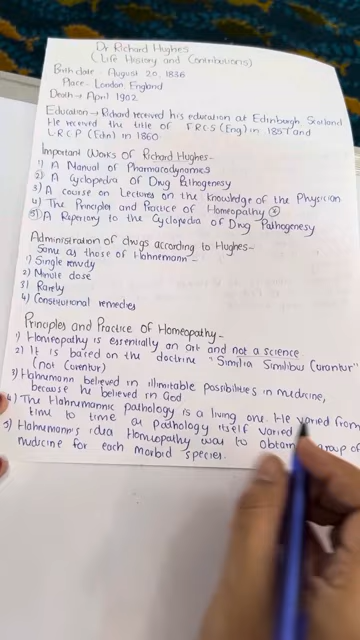 Dr Richard Hughes
(Life History and Contributions)
Birth date - August 20, 1836
Place - London England
Death → April 1902
Education → Richard received his education at Edinburgh, Scotland
He received the title of FRCS (Eng) in 1857 and
LRCP (Edn) in 1860
Important Works of Richard Hughes-
1) A Manual of Pharmacodynames
2) A Cyclopedia of Drug Pathogenesy
3) A course on Lectures on the Knowledge of the Physician
4) The Principles and Practice of Homeopathy
5) A Repertory to the Cyclopedia of Drug Pathogenesy
Administration of drugs according to Hughes-
Same as those of Hahnemann -
1) Single remedy
2) Minute dose
3) Rarely
4) Constitutional remedies
Principles and Practice of Homeopathy-
1) Homeopathy is essentially an art and not a science
2) It is based on the doctrine "Similia Similibus Curantur"
(not Curentur)
3) Hahnemann believed in illimitable possibilities in medicine,
because he believed in God
4) The Hahnemannic pathology is a living one. He varied from
time to time as pathology itself varied
5) Hahnemann's idea Homeopathy was to obtain group of
medicine for each morbid species.